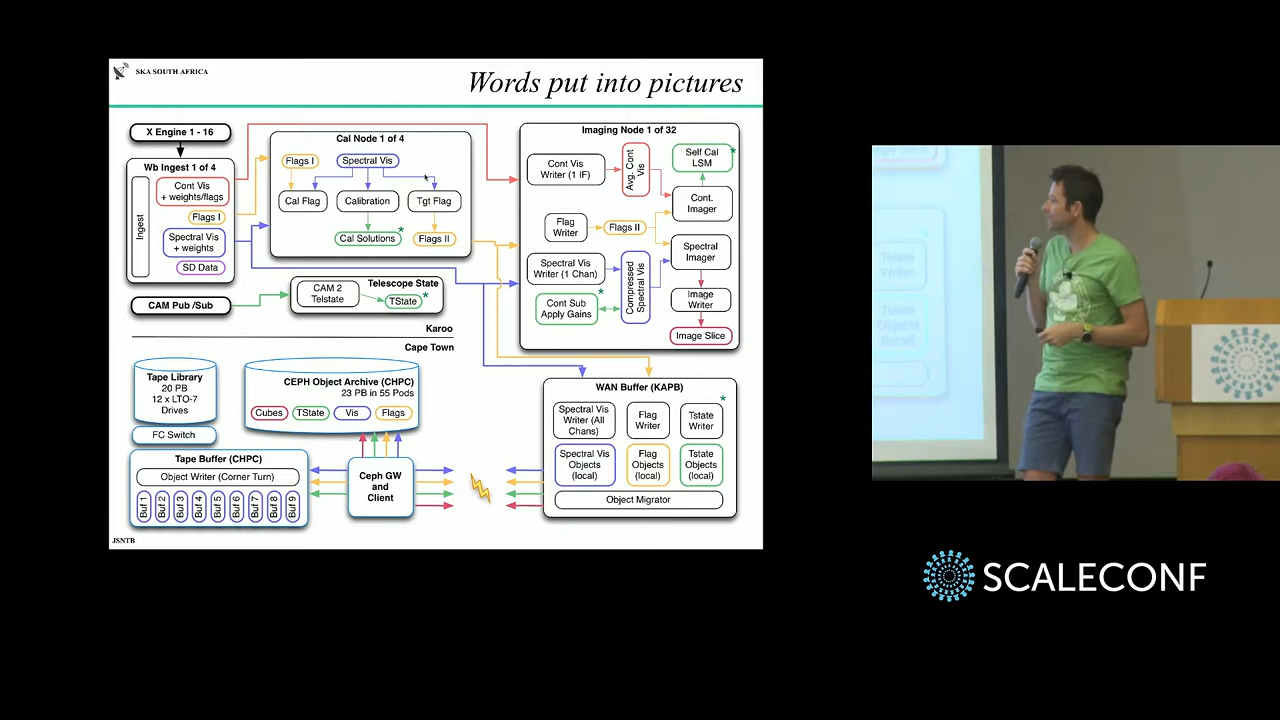 SKA SOUTH AFRICA
Words put into pictures
X Engine 1 - 16
Wb Ingest 1 of 4
Ingest
Cont Vis
+ weights/flags
Flags I
Spectral Vis
+ weights
SD Data
CAM Pub /Sub
Cal Node 1 of 4
Flags I
Spectral Vis
Cal Flag
Calibration
Tgt Flag
Cal Solutions
*
Flags II
Telescope State
CAM 2
Telstate
TState
*
Karoo
Cape Town
Imaging Node 1 of 32
Cont Vis
Writer (1 IF)
Avg. Cont
Vis
Self Cal
LSM
*
Cont.
Imager
Flag
Writer
Flags II
Spectral
Imager
Spectral Vis
Writer (1 Chan)
Compressed
Spectral Vis
*
Cont Sub
Apply Gains
Image
Writer
Image Slice
Tape Library
20 PB
12 x LTO-7
Drives
FC Switch
CEPH Object Archive (CHPC)
23 PB in 55 Pods
Cubes
TState
Vis
Flags
Tape Buffer (CHPC)
Object Writer (Corner Turn)
Buf 1
Buf 2
Buf 3
Buf 4
Buf 5
Buf 6
Buf 7
Buf 8
Buf 9
Ceph GW
and
Client
WAN Buffer (KAPB)
*
Spectral Vis
Writer (All
Chans)
Flag
Writer
Tstate
Writer
Spectral Vis
Objects
(local)
Flag
Objects
(local)
Tstate
Objects
(local)
Object Migrator
JSNTB
Tstate
Writer
Tstate
Objects
(local)
SCALECONF